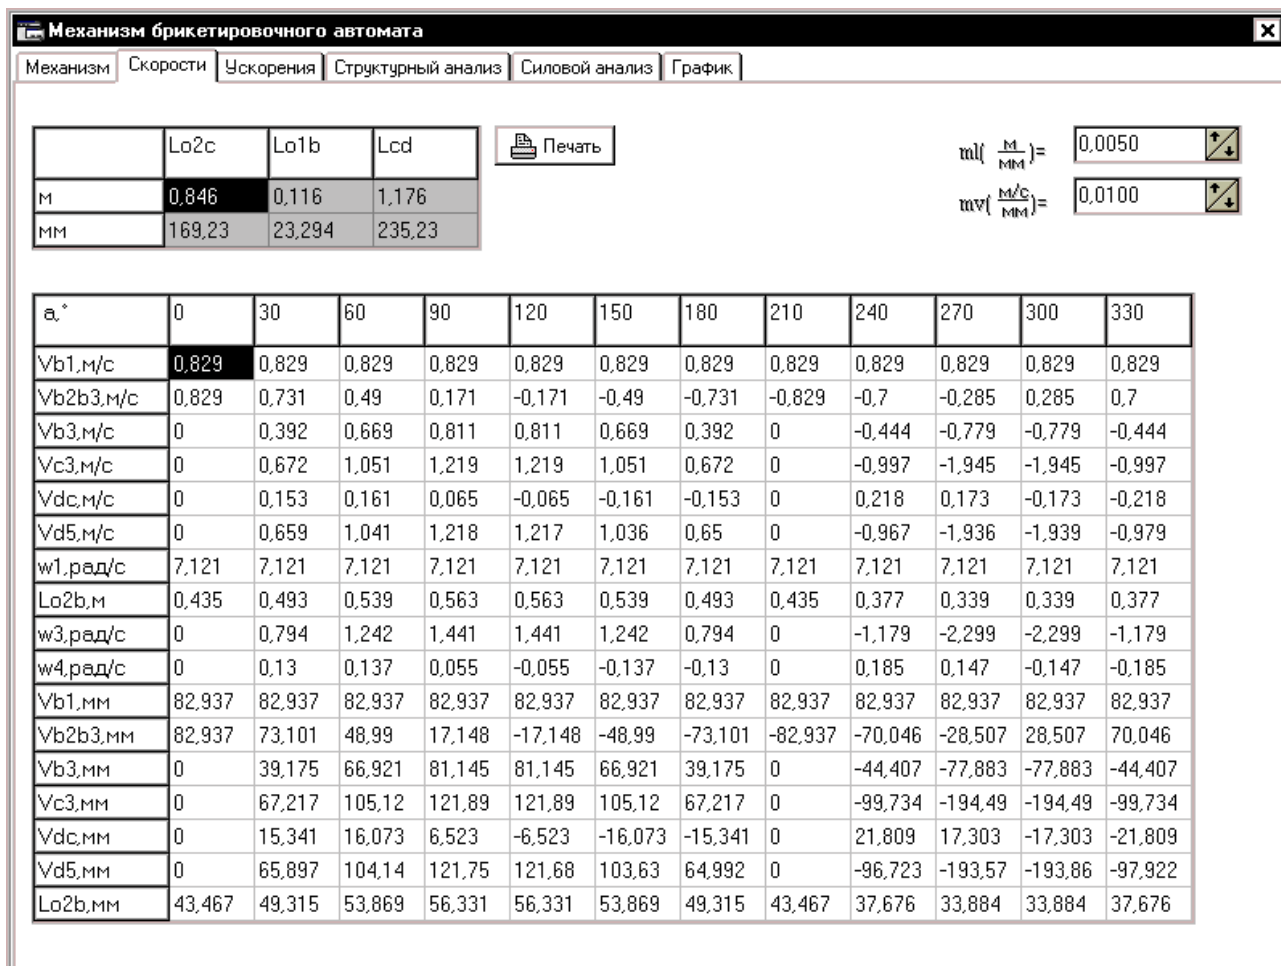 Механизм брикетировочного автомата
Механизм Скорости Ускорения Структурный анализ Силовой анализ График
Lo2c Lo1b Lcd
м 0,846 0,116 1,176
мм 169,23 23,294 235,23
Печать
ml( м/мм )= 0,0050
mv( м/с/мм )= 0,0100
a,° 0 30 60 90 120 150 180 210 240 270 300 330
Vb1,м/с 0,829 0,829 0,829 0,829 0,829 0,829 0,829 0,829 0,829 0,829 0,829 0,829
Vb2b3,м/с 0,829 0,731 0,49 0,171 -0,171 -0,49 -0,731 -0,829 -0,7 -0,285 0,285 0,7
Vb3,м/с 0 0,392 0,669 0,811 0,811 0,669 0,392 0 -0,444 -0,779 -0,779 -0,444
Vc3,м/с 0 0,672 1,051 1,219 1,219 1,051 0,672 0 -0,997 -1,945 -1,945 -0,997
Vdc,м/с 0 0,153 0,161 0,065 -0,065 -0,161 -0,153 0 0,218 0,173 -0,173 -0,218
Vd5,м/с 0 0,659 1,041 1,218 1,217 1,036 0,65 0 -0,967 -1,936 -1,939 -0,979
w1,рад/с 7,121 7,121 7,121 7,121 7,121 7,121 7,121 7,121 7,121 7,121 7,121 7,121
Lo2b,м 0,435 0,493 0,539 0,563 0,563 0,539 0,493 0,435 0,377 0,339 0,339 0,377
w3,рад/с 0 0,794 1,242 1,441 1,441 1,242 0,794 0 -1,179 -2,299 -2,299 -1,179
w4,рад/с 0 0,13 0,137 0,055 -0,055 -0,137 -0,13 0 0,185 0,147 -0,147 -0,185
Vb1,мм 82,937 82,937 82,937 82,937 82,937 82,937 82,937 82,937 82,937 82,937 82,937 82,937
Vb2b3,мм 82,937 73,101 48,99 17,148 -17,148 -48,99 -73,101 -82,937 -70,046 -28,507 28,507 70,046
Vb3,мм 0 39,175 66,921 81,145 81,145 66,921 39,175 0 -44,407 -77,883 -77,883 -44,407
Vc3,мм 0 67,217 105,12 121,89 121,89 105,12 67,217 0 -99,734 -194,49 -194,49 -99,734
Vdc,мм 0 15,341 16,073 6,523 -6,523 -16,073 -15,341 0 21,809 17,303 -17,303 -21,809
Vd5,мм 0 65,897 104,14 121,75 121,68 103,63 64,992 0 -96,723 -193,57 -193,86 -97,922
Lo2b,мм 43,467 49,315 53,869 56,331 56,331 53,869 49,315 43,467 37,676 33,884 33,884 37,676